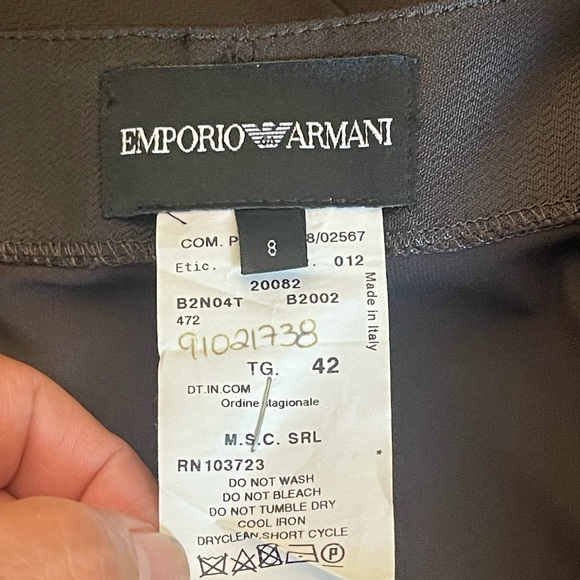 EMPORIO ARMANI
8
COM. P 8/02567
Etic. . 012
20082
B2N04T B2002
472
Made in Italy
91021738
TG. 42
DT.IN.COM
Ordine tagionale
M.S.C. SRL
RN103723
*
DO NOT WASH
DO NOT BLEACH
DO NOT TUMBLE DRY
COOL IRON
DRYCLEAN,SHORT CYCLE
P